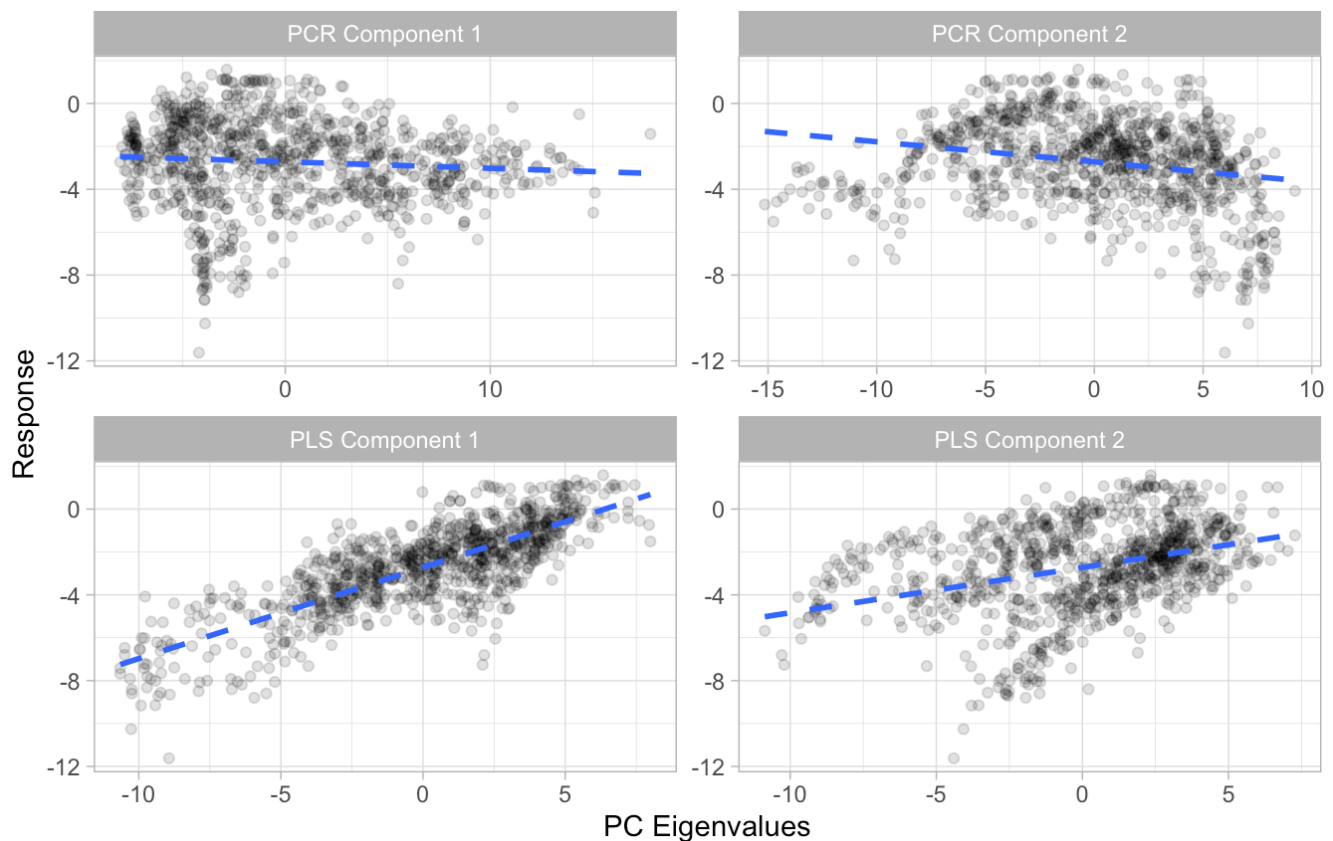 PCR Component 1
PCR Component 2
0
-4
-8
-12
0
-4
-8
-12
0 10
-15 -10 -5 0 5 10
Response
PLS Component 1
PLS Component 2
0
-4
-8
-12
0
-4
-8
-12
-10 -5 0 5
-10 -5 0 5
PC Eigenvalues